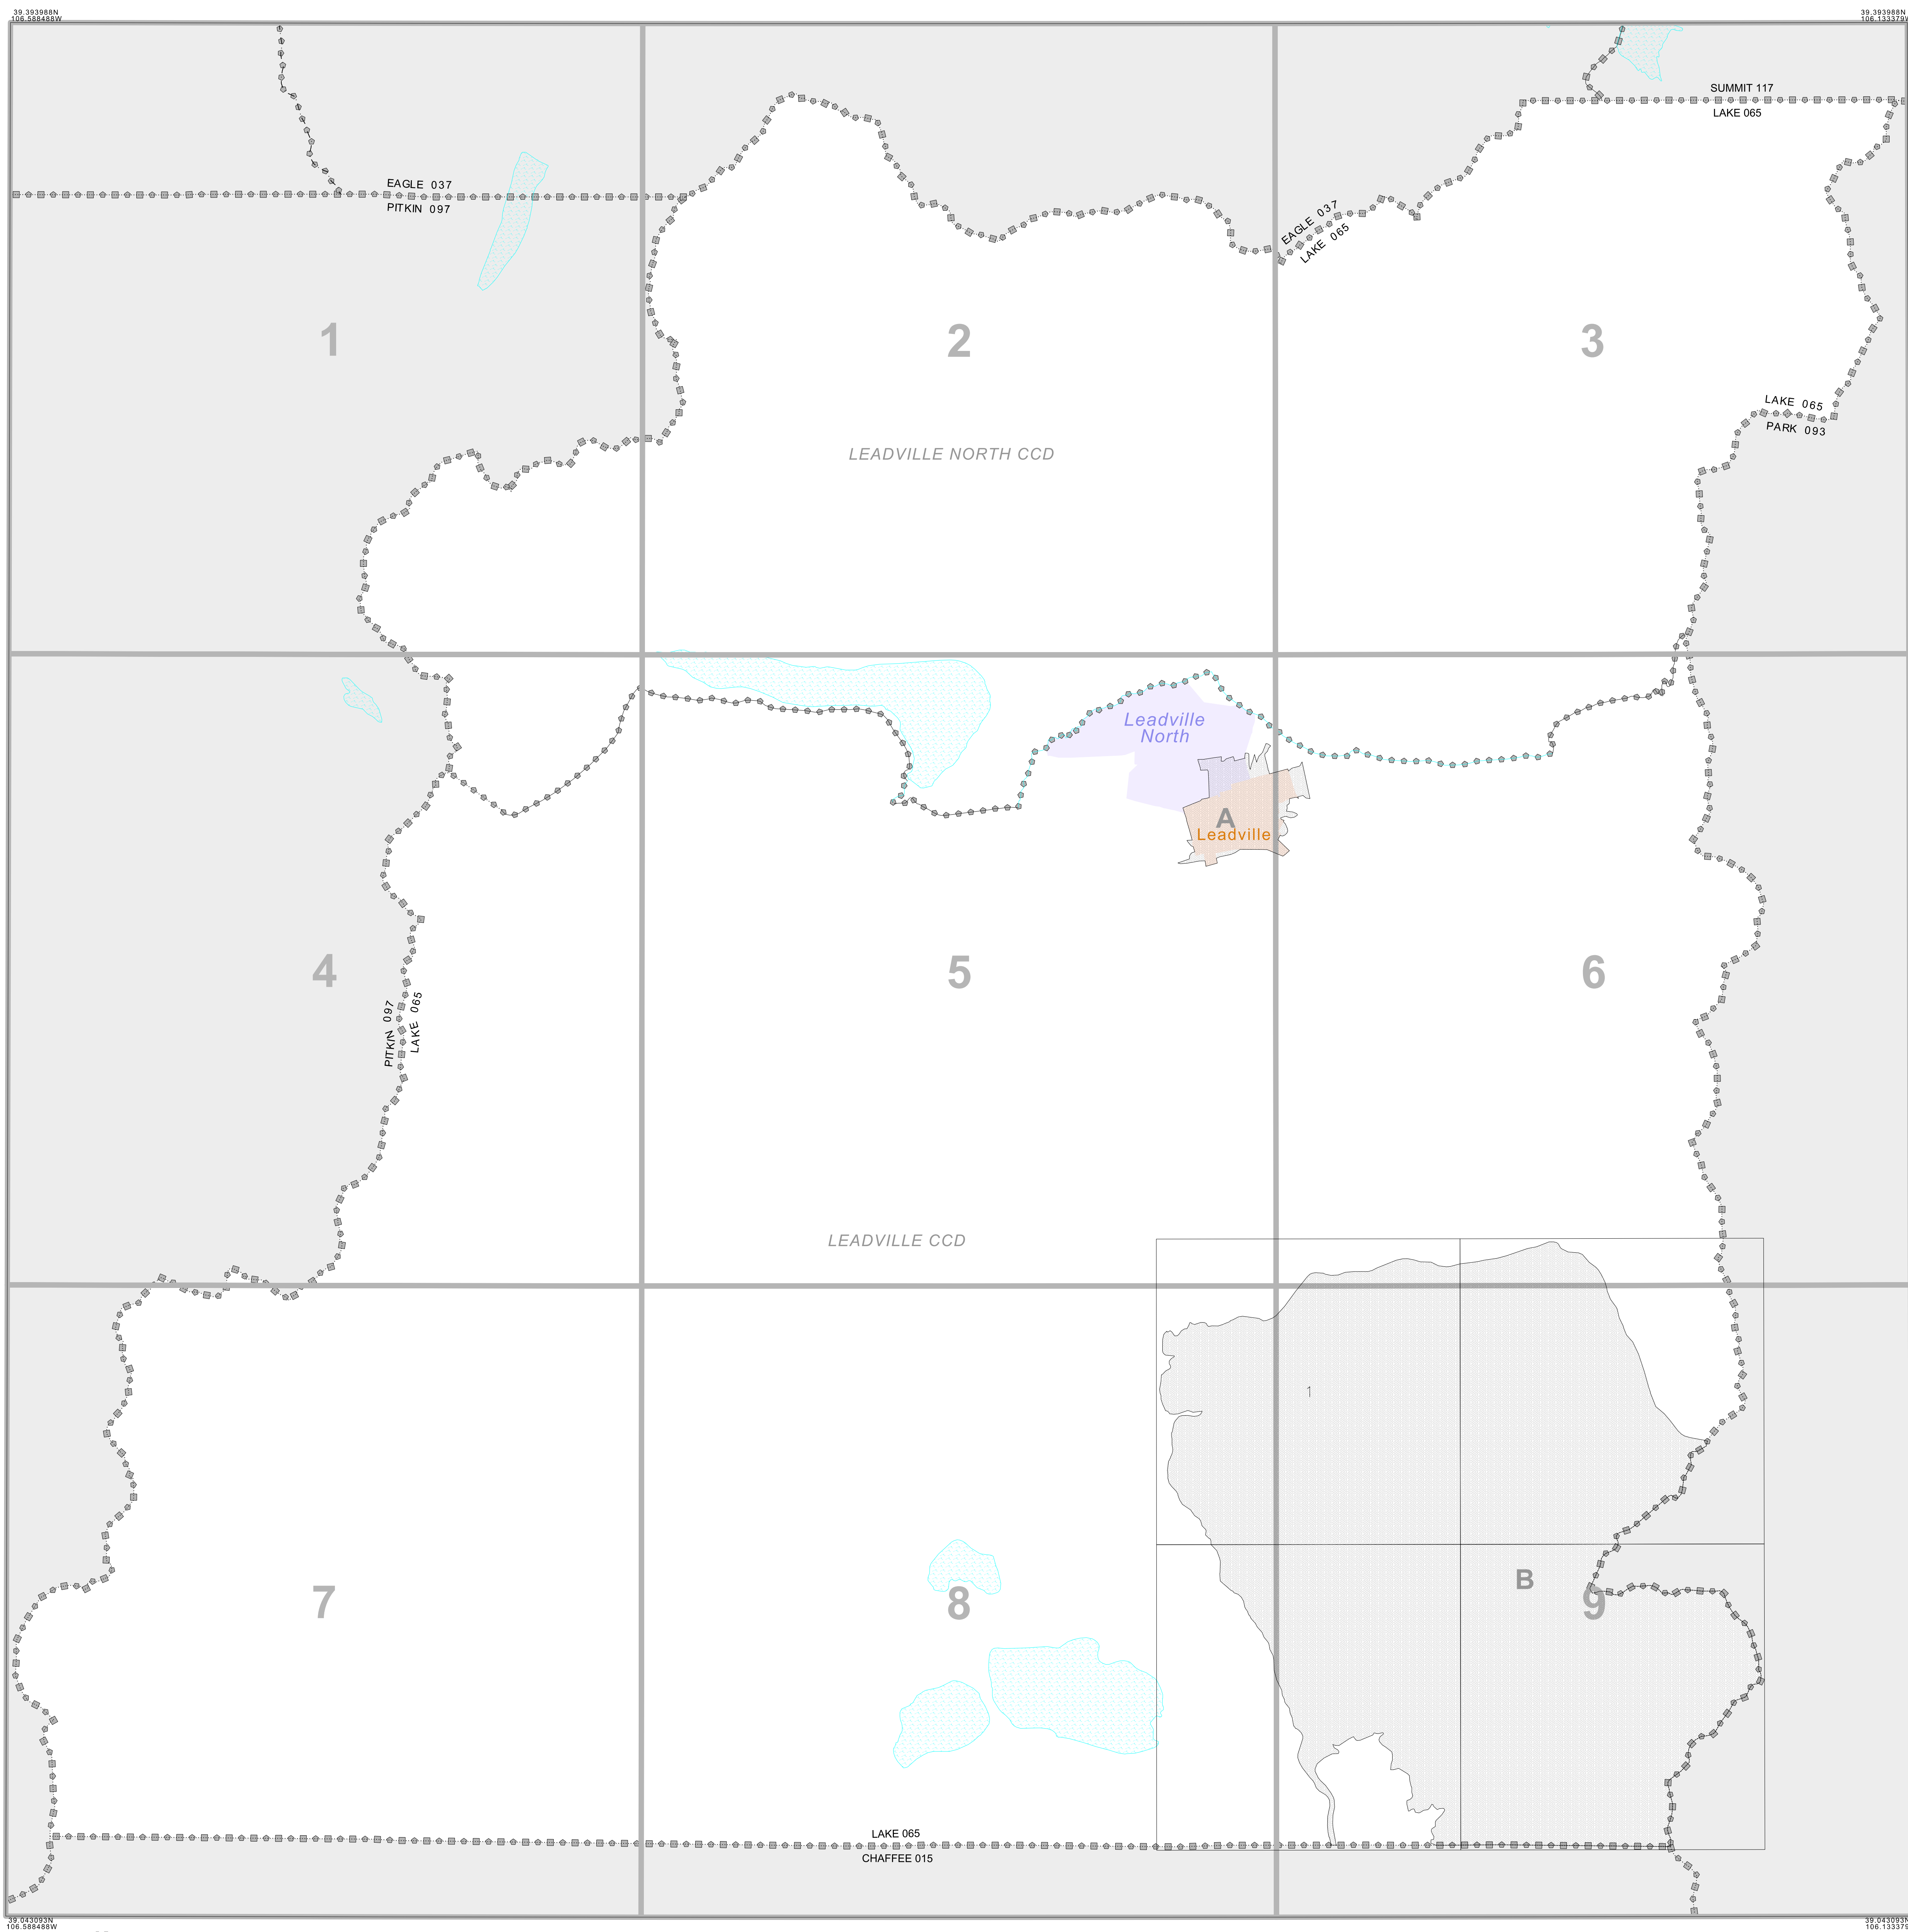 39.393988N
106.588488W
39.393988N
106.133379W
SUMMIT 117
LAKE 065
EAGLE 037
PITKIN 097
EAGLE 037
LAKE 065
1
2
3
LAKE 065
PARK 093
LEADVILLE NORTH CCD
Leadville
North
A
Leadville
4
5
6
PITKIN 097
LAKE 065
LEADVILLE CCD
1
B
7
8
9
LAKE 065
CHAFFEE 015
39.043093N
106.588488W
39.043093N
106.133379W